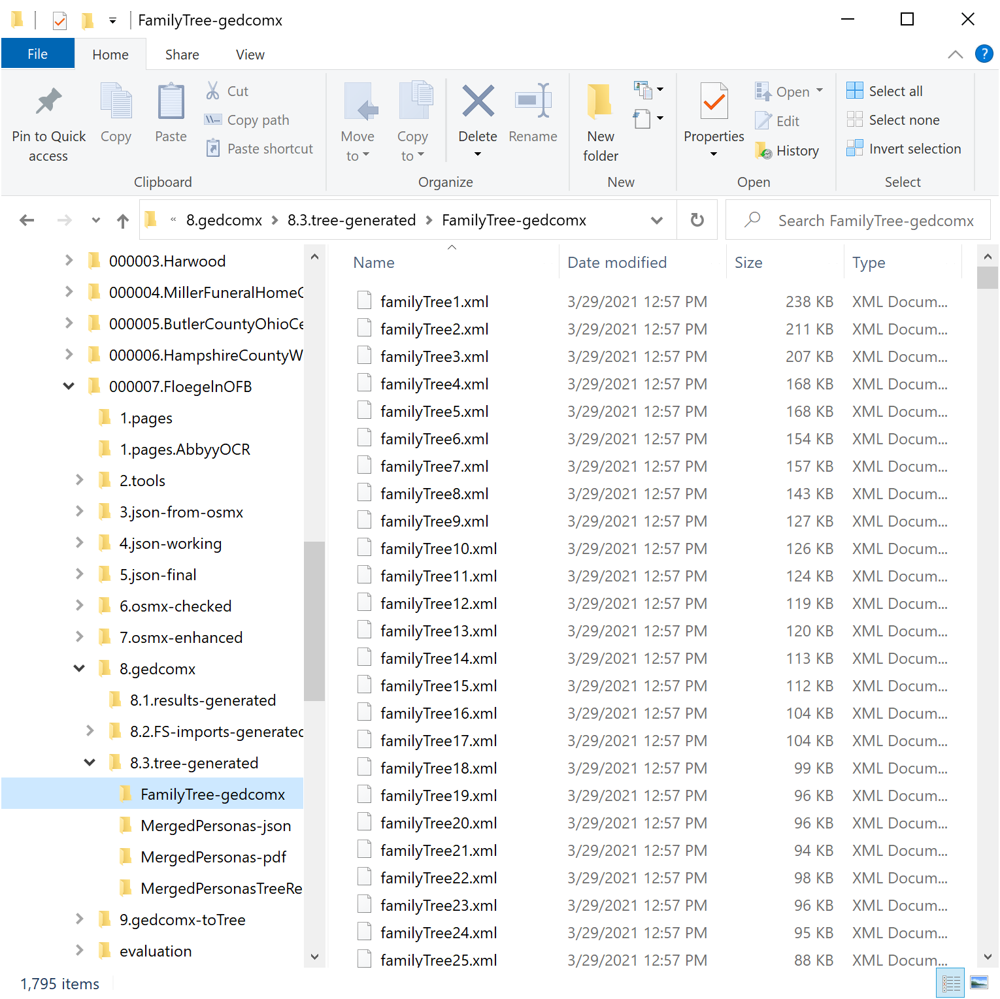 FamilyTree-gedcomx
File Home Share View
?
Pin to Quick access
Copy
Paste
Cut
Copy path
Paste shortcut
Clipboard
Move to
Copy to
Delete
Rename
Organize
New folder
New
Properties
Open
Edit
History
Open
Select all
Select none
Invert selection
Select
« 8.gedcomx > 8.3.tree-generated > FamilyTree-gedcomx
Search FamilyTree-gedcomx
000003.Harwood
000004.MillerFuneralHomeC
000005.ButlerCountyOhioCe
000006.HampshireCountyW
000007.FloegelnOFB
1.pages
1.pages.AbbyyOCR
2.tools
3.json-from-osmx
4.json-working
5.json-final
6.osmx-checked
7.osmx-enhanced
8.gedcomx
8.1.results-generated
8.2.FS-imports-generated
8.3.tree-generated
FamilyTree-gedcomx
MergedPersonas-json
MergedPersonas-pdf
MergedPersonasTreeRe
9.gedcomx-toTree
evaluation
Name Date modified Size Type
familyTree1.xml 3/29/2021 12:57 PM 238 KB XML Docum...
familyTree2.xml 3/29/2021 12:57 PM 211 KB XML Docum...
familyTree3.xml 3/29/2021 12:57 PM 207 KB XML Docum...
familyTree4.xml 3/29/2021 12:57 PM 168 KB XML Docum...
familyTree5.xml 3/29/2021 12:57 PM 168 KB XML Docum...
familyTree6.xml 3/29/2021 12:57 PM 154 KB XML Docum...
familyTree7.xml 3/29/2021 12:57 PM 157 KB XML Docum...
familyTree8.xml 3/29/2021 12:57 PM 143 KB XML Docum...
familyTree9.xml 3/29/2021 12:57 PM 127 KB XML Docum...
familyTree10.xml 3/29/2021 12:57 PM 126 KB XML Docum...
familyTree11.xml 3/29/2021 12:57 PM 124 KB XML Docum...
familyTree12.xml 3/29/2021 12:57 PM 119 KB XML Docum...
familyTree13.xml 3/29/2021 12:57 PM 120 KB XML Docum...
familyTree14.xml 3/29/2021 12:57 PM 113 KB XML Docum...
familyTree15.xml 3/29/2021 12:57 PM 112 KB XML Docum...
familyTree16.xml 3/29/2021 12:57 PM 104 KB XML Docum...
familyTree17.xml 3/29/2021 12:57 PM 104 KB XML Docum...
familyTree18.xml 3/29/2021 12:57 PM 99 KB XML Docum...
familyTree19.xml 3/29/2021 12:57 PM 96 KB XML Docum...
familyTree20.xml 3/29/2021 12:57 PM 96 KB XML Docum...
familyTree21.xml 3/29/2021 12:57 PM 94 KB XML Docum...
familyTree22.xml 3/29/2021 12:57 PM 98 KB XML Docum...
familyTree23.xml 3/29/2021 12:57 PM 96 KB XML Docum...
familyTree24.xml 3/29/2021 12:57 PM 95 KB XML Docum...
familyTree25.xml 3/29/2021 12:57 PM 88 KB XML Docum...
1,795 items